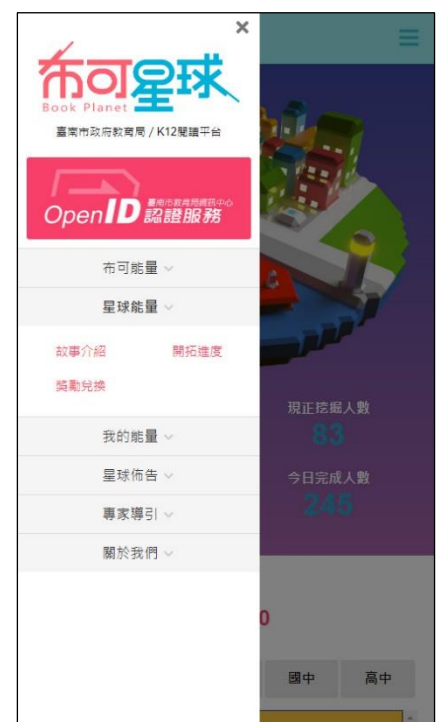 布可星球
Book Planet
臺南市政府教育局 / K12閱讀平台
臺南市教育局資訊中心
OpenID 認證服務
布可能量
星球能量
故事介紹 開拓進度
獎勵兌換
我的能量
星球佈告
專家導引
關於我們
現正挖掘人數
83
今日完成人數
245
0
國中 高中